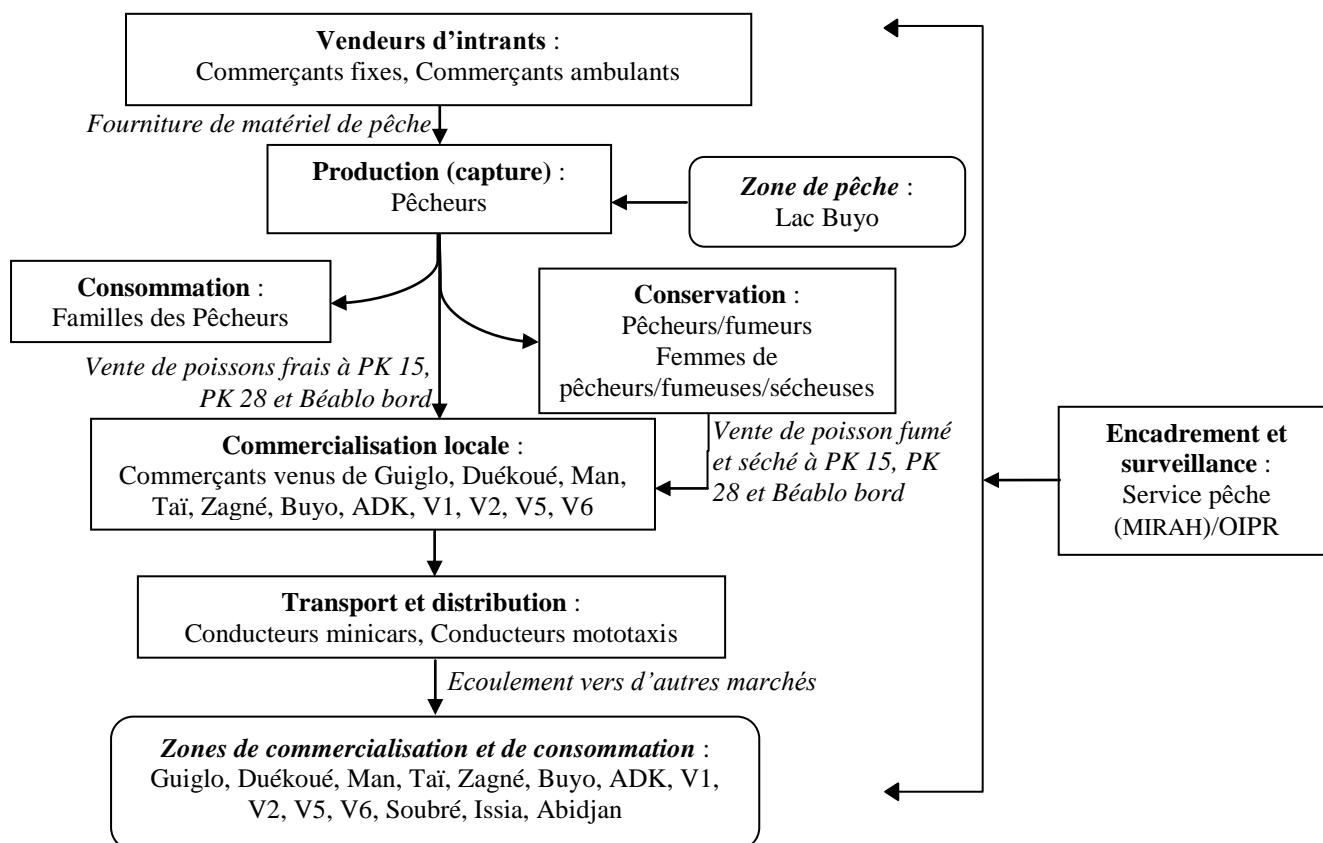 Vendeurs d'intrants :
Commerçants fixes, Commerçants ambulants
Fourniture de matériel de pêche
Production (capture) :
Pêcheurs
Zone de pêche :
Lac Buyo
Consommation :
Familles des Pêcheurs
Conservation :
Pêcheurs/fumeurs
Femmes de
pêcheurs/fumeuses/sécheuses
Vente de poissons frais à PK 15,
PK 28 et Béablo bord
Commercialisation locale :
Commerçants venus de Guiglo, Duékoué, Man,
Taï, Zagné, Buyo, ADK, V1, V2, V5, V6
Vente de poisson fumé
et séché à PK 15, PK
28 et Béablo bord
Encadrement et
surveillance :
Service pêche
(MIRAH)/OIPR
Transport et distribution :
Conducteurs minicars, Conducteurs mototaxis
Ecoulement vers d'autres marchés
Zones de commercialisation et de consommation :
Guiglo, Duékoué, Man, Taï, Zagné, Buyo, ADK, V1,
V2, V5, V6, Soubré, Issia, Abidjan